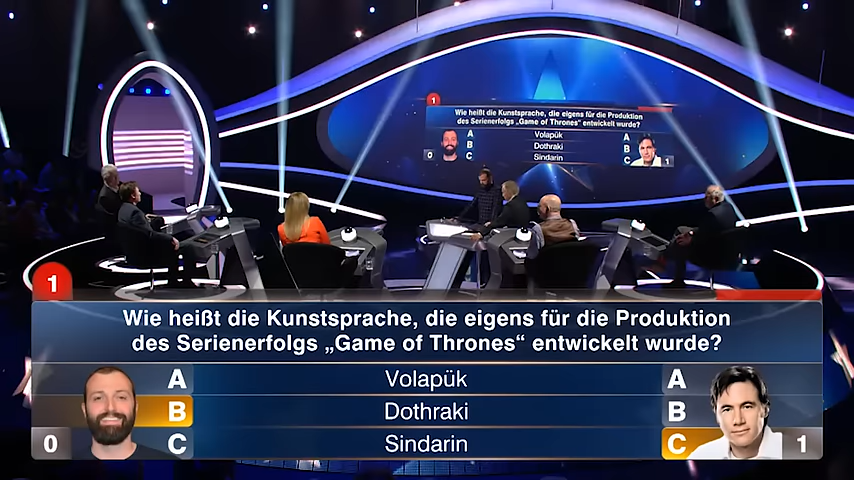 1
Wie heißt die Kunstsprache, die eigens für die Produktion
des Serienerfolgs „Game of Thrones“ entwickelt wurde?
A Volapük A
B Dothraki B
0 C Sindarin C 1
1
Wie heißt die Kunstsprache, die eigens für die Produktion
des Serienerfolgs „Game of Thrones“ entwickelt wurde?
A Volapük A
B Dothraki B
0 C Sindarin C 1